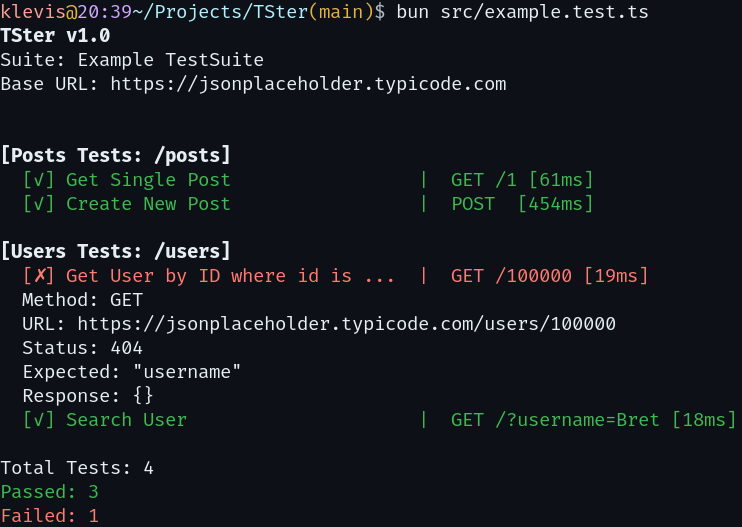 klevis@20:39~/Projects/TSter(main)$ bun src/example.test.ts
TSter v1.0
Suite: Example TestSuite
Base URL: https://jsonplaceholder.typicode.com
[Posts Tests: /posts]
[√] Get Single Post | GET /1 [61ms]
[√] Create New Post | POST [454ms]
[Users Tests: /users]
[✗] Get User by ID where id is ... | GET /100000 [19ms]
Method: GET
URL: https://jsonplaceholder.typicode.com/users/100000
Status: 404
Expected: "username"
Response: {}
[√] Search User | GET /?username=Bret [18ms]
Total Tests: 4
Passed: 3
Failed: 1